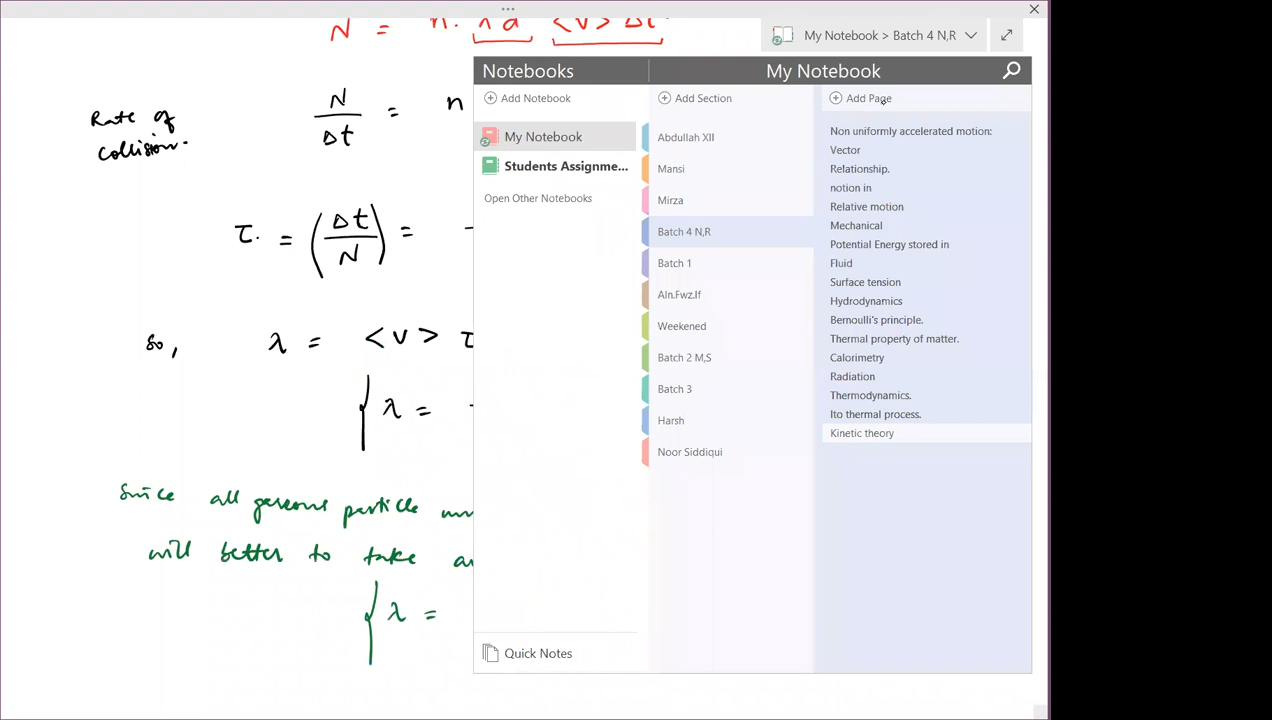 N = n. λ d <v> Δt.
My Notebook > Batch 4 N,R
Notebooks
My Notebook
Add Notebook
Add Section
Add Page
My Notebook
Students Assignme...
Open Other Notebooks
Abdullah XII
Mansi
Mirza
Batch 4 N,R
Batch 1
Aln.Fwz.If
Weekened
Batch 2 M,S
Batch 3
Harsh
Noor Siddiqui
Non uniformly accelerated motion:
Vector
Relationship.
notion in
Relative motion
Mechanical
Potential Energy stored in
Fluid
Surface tension
Hydrodynamics
Bernoulli's principle.
Thermal property of matter.
Calorimetry
Radiation
Thermodynamics.
Ito thermal process.
Kinetic theory
Quick Notes
Rate of
collision.
N/Δt = n
τ. = (Δt/N) =
so, λ = <v> τ
λ =
Since all gaseous particle
will better to take
λ =